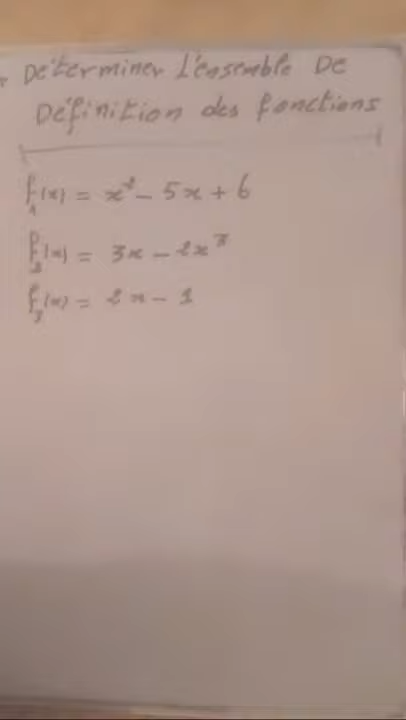 Déterminer l'ensemble De
Définition des fonctions
f₁(x) = x² - 5x + 6
f₂(x) = 3x - 2x³
f₃(x) = 2x - 1